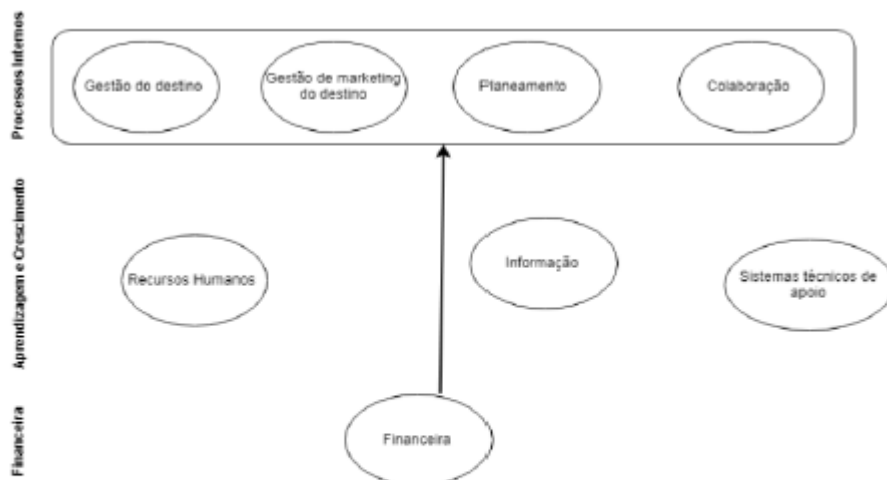 Processos Internos
Gestão do destino
Gestão de marketing
do destino
Planeamento
Colaboração
Aprendizagem e Crescimento
Recursos Humanos
Informação
Sistemas técnicos de
apoio
Financeira
Financeira